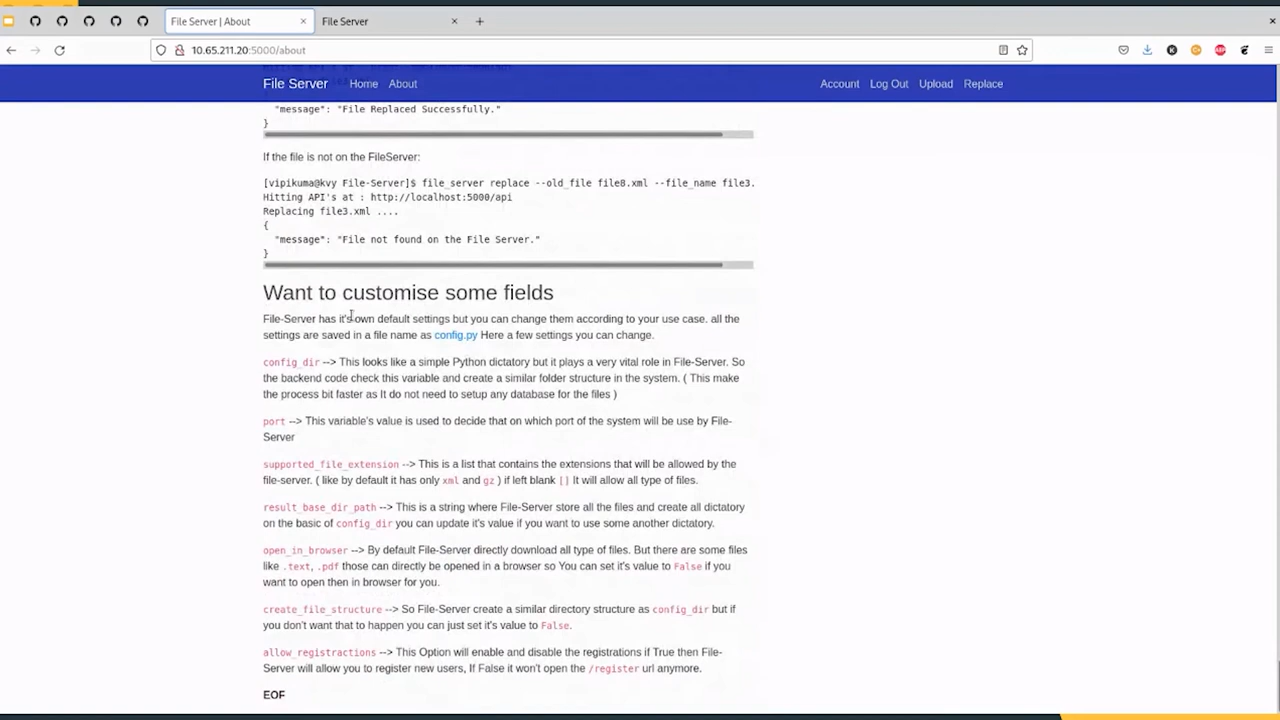 File Server | About
File Server
10.65.211.20:5000/about
File Server Home About Account Log Out Upload Replace
"message": "File Replaced Successfully."
}
If the file is not on the FileServer:
[vipikuma@kvy File-Server]$ file_server replace --old_file file8.xml --file_name file3.
Hitting API's at : http://localhost:5000/api
Replacing file3.xml ....
{
"message": "File not found on the File Server."
}
Want to customise some fields
File-Server has it's own default settings but you can change them according to your use case. all the
settings are saved in a file name as config.py Here a few settings you can change.
config_dir --> This looks like a simple Python dictatory but it plays a very vital role in File-Server. So
the backend code check this variable and create a similar folder structure in the system. ( This make
the process bit faster as It do not need to setup any database for the files )
port --> This variable's value is used to decide that on which port of the system will be use by File-
Server
supported_file_extension --> This is a list that contains the extensions that will be allowed by the
file-server. ( like by default it has only xml and gz ) if left blank [] It will allow all type of files.
result_base_dir_path --> This is a string where File-Server store all the files and create all dictatory
on the basic of config_dir you can update it's value if you want to use some another dictatory.
open_in_browser --> By default File-Server directly download all type of files. But there are some files
like .text, .pdf those can directly be opened in a browser so You can set it's value to False if you
want to open then in browser for you.
create_file_structure --> So File-Server create a similar directory structure as config_dir but if
you don't want that to happen you can just set it's value to False.
allow_registractions --> This Option will enable and disable the registrations if True then File-
Server will allow you to register new users, If False it won't open the /register url anymore.
EOF